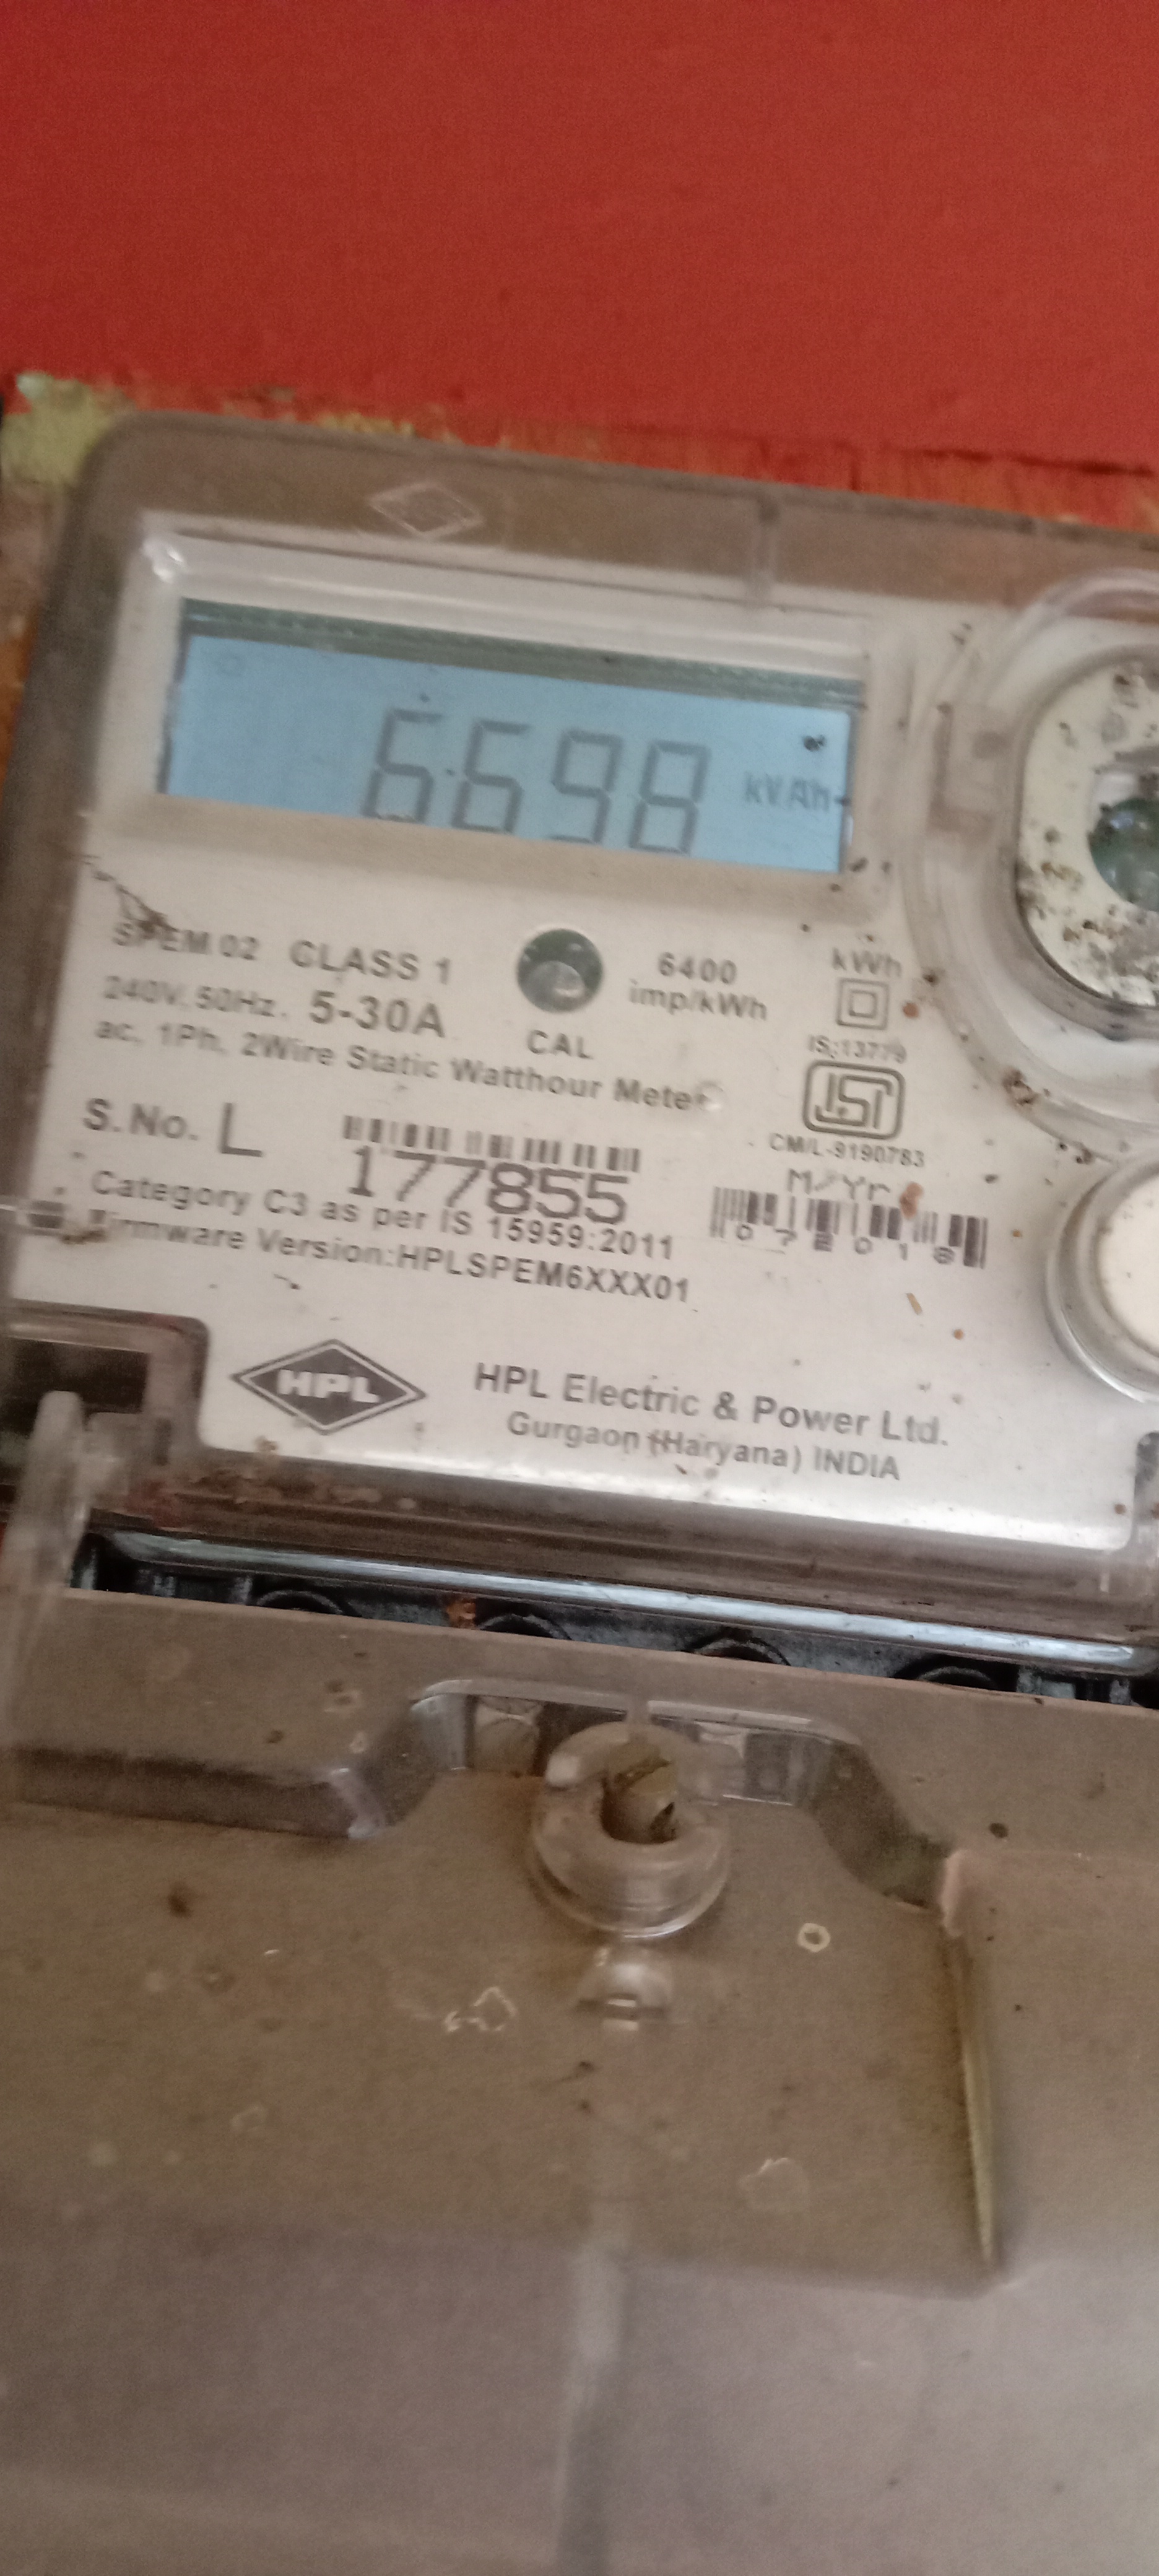 6698 kVAh
SPEM 02 CLASS 1
240V, 50Hz. 5-30A
ac, 1Ph, 2Wire Static Watthour Meter
CAL
6400
imp/kWh
kWh
IS:13779
ISI
CM/L-9190783
S.No. L 177855
M/Yr
072018
Category C3 as per IS 15959:2011
Firmware Version:HPLSPEM6XXX01
HPL
HPL Electric & Power Ltd.
Gurgaon (Haryana) INDIA